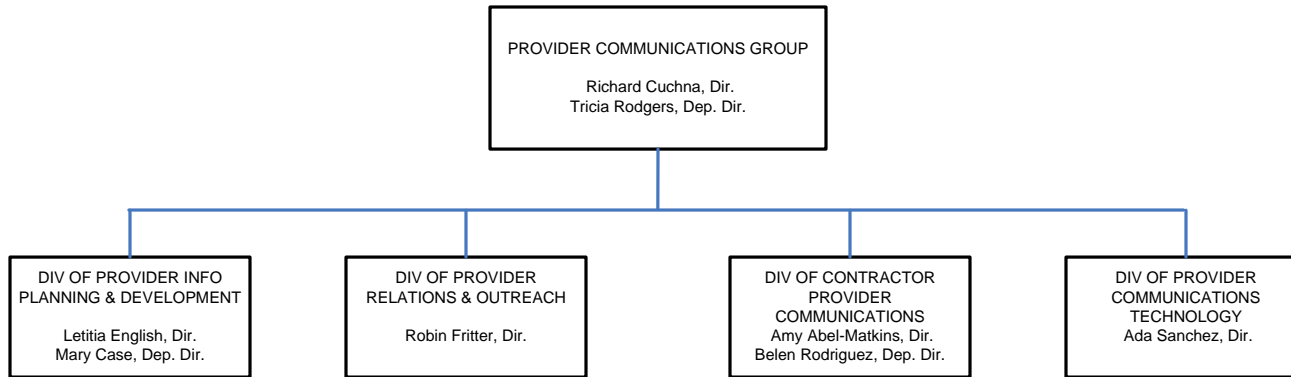 PROVIDER COMMUNICATIONS GROUP
Richard Cuchna, Dir.
Tricia Rodgers, Dep. Dir.
DIV OF PROVIDER INFO
PLANNING & DEVELOPMENT
Letitia English, Dir.
Mary Case, Dep. Dir.
DIV OF PROVIDER
RELATIONS & OUTREACH
Robin Fritter, Dir.
DIV OF CONTRACTOR
PROVIDER
COMMUNICATIONS
Amy Abel-Matkins, Dir.
Belen Rodriguez, Dep. Dir.
DIV OF PROVIDER
COMMUNICATIONS
TECHNOLOGY
Ada Sanchez, Dir.